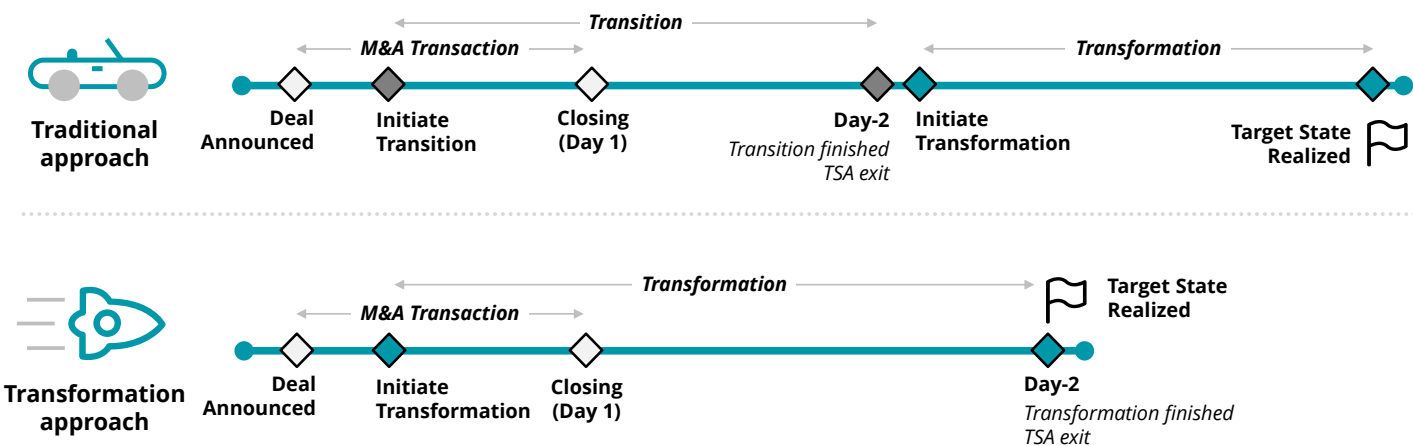 Transition
M&A Transaction
Transformation
Traditional
approach
Deal
Announced
Initiate
Transition
Closing
(Day 1)
Day-2
Transition finished
TSA exit
Initiate
Transformation
Target State
Realized
Transformation
M&A Transaction
Target State
Realized
Transformation
approach
Deal
Announced
Initiate
Transformation
Closing
(Day 1)
Day-2
Transformation finished
TSA exit